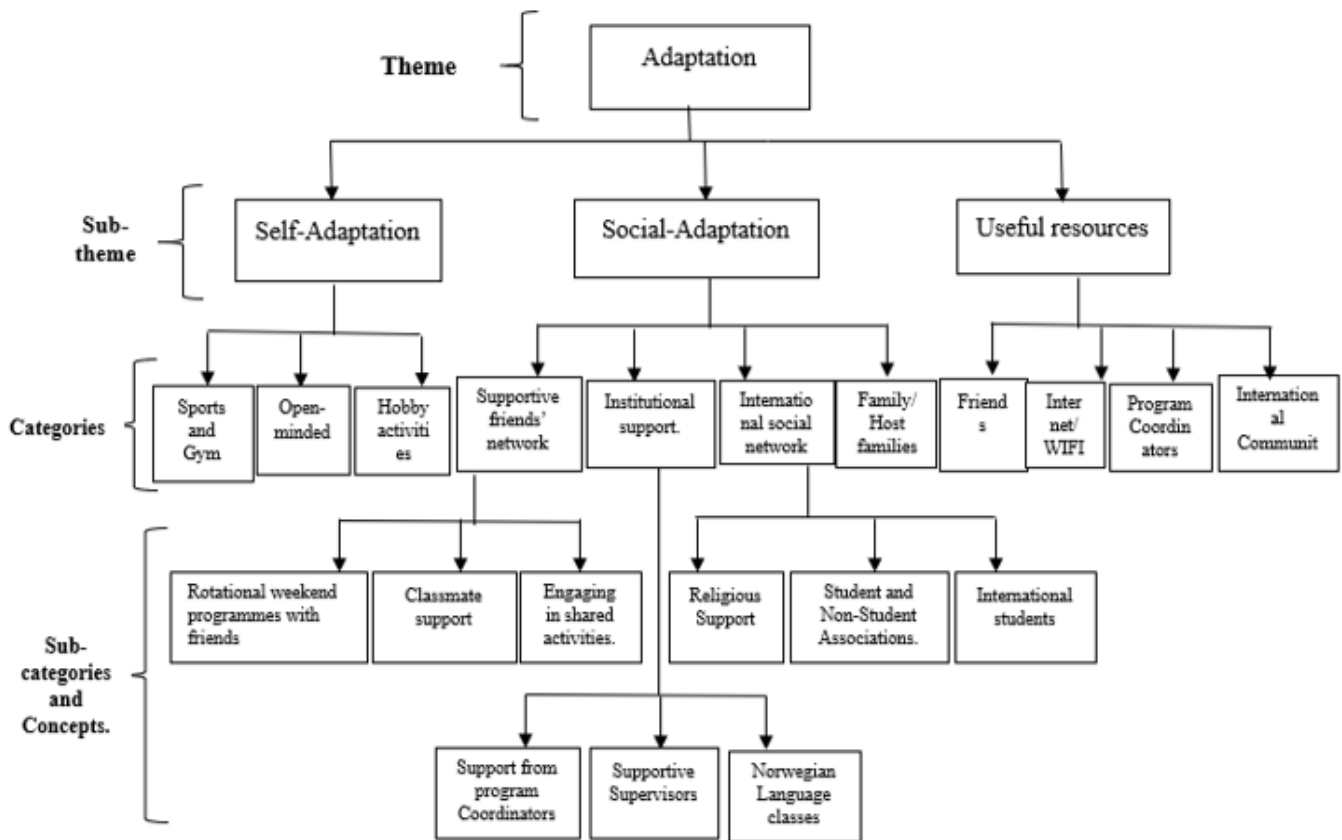 Theme
Adaptation
Sub-
theme
Self-Adaptation
Social-Adaptation
Useful resources
Categories
Sports
and
Gym
Open-
minded
Hobby
activiti
es
Supportive
friends’
network
Institutional
support.
Internatio
nal social
network
Family/
Host
families
Friend
s
Inter
net/
WIFI
Program
Coordin
ators
Internation
al
Communit
Sub-
categories
and
Concepts.
Rotational weekend
programmes with
friends
Classmate
support
Engaging
in shared
activities.
Religious
Support
Student and
Non-Student
Associations.
International
students
Support from
program
Coordinators
Supportive
Supervisors
Norwegian
Language
classes